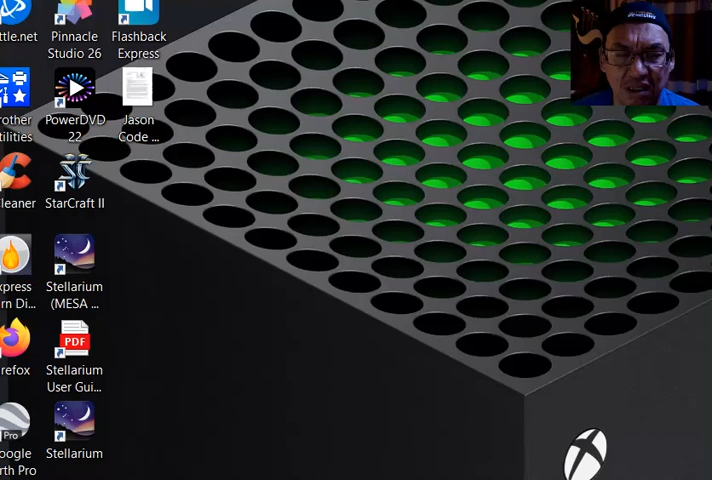 ttle.net
Pinnacle
Studio 26
Flashback
Express
rother
tilities
PowerDVD
22
Jason
Code ...
Cleaner
StarCraft II
xpress
rn Di...
Stellarium
(MESA ...
refox
PDF
Stellarium
User Gui...
Pro
oogle
rth Pro
Stellarium